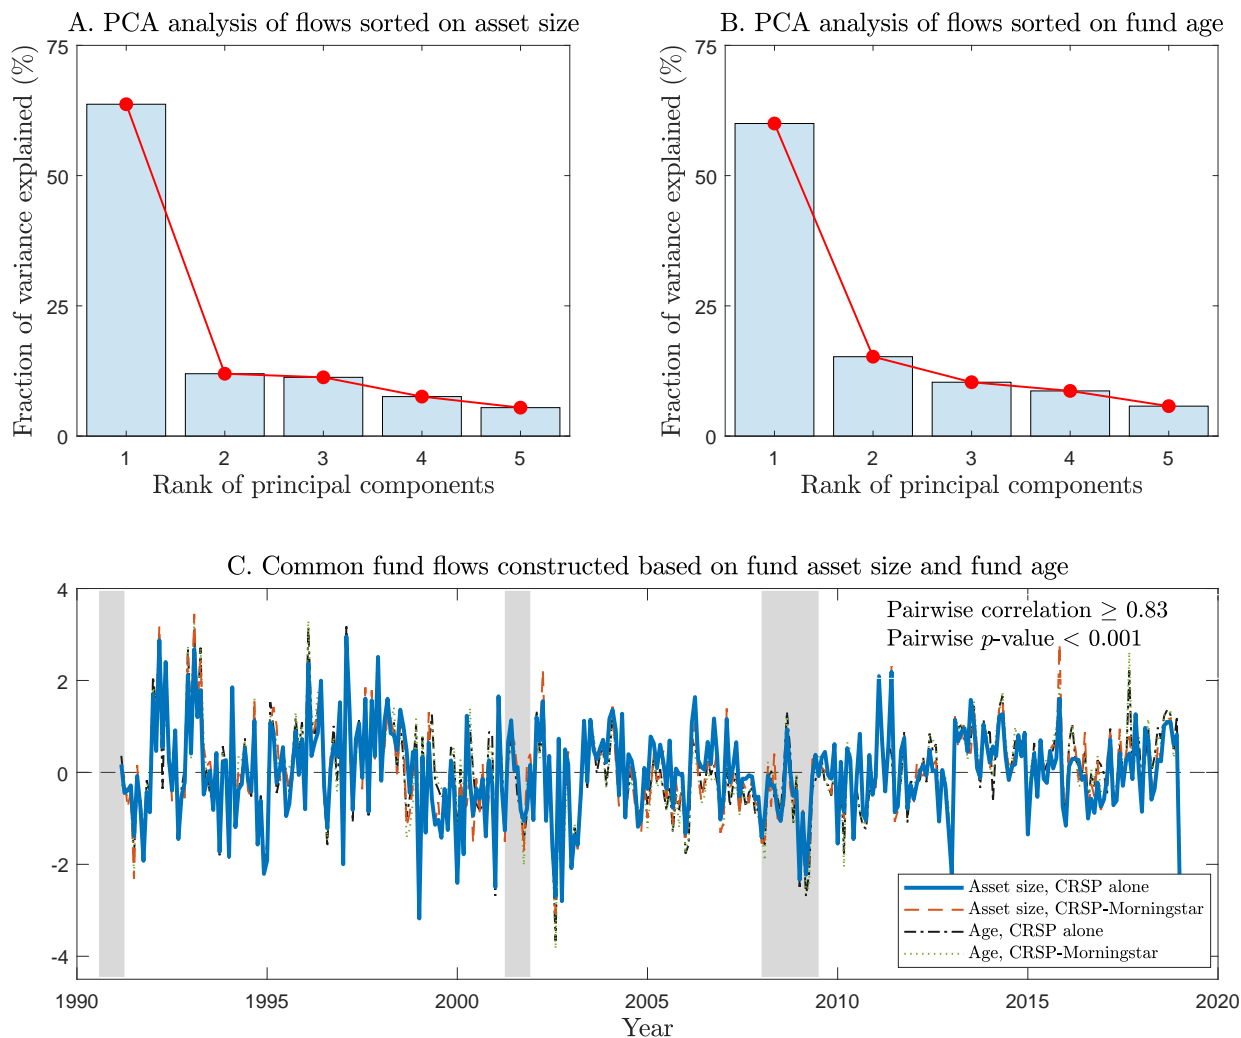 A. PCA analysis of flows sorted on asset size
B. PCA analysis of flows sorted on fund age
Fraction of variance explained (%)
75
50
25
0
1 2 3 4 5
Rank of principal components
Fraction of variance explained (%)
75
50
25
0
1 2 3 4 5
Rank of principal components
C. Common fund flows constructed based on fund asset size and fund age
4
2
0
-2
-4
Pairwise correlation ≥ 0.83
Pairwise p-value < 0.001
Asset size, CRSP alone
Asset size, CRSP-Morningstar
Age, CRSP alone
Age, CRSP-Morningstar
1990 1995 2000 2005 2010 2015 2020
Year